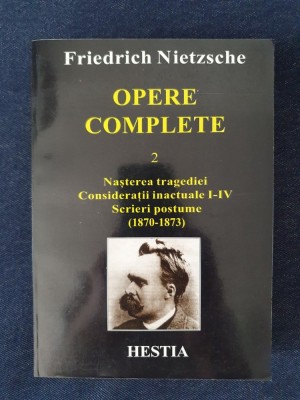 Friedrich Nietzsche
OPERE
COMPLETE
2
Nașterea tragediei
Considerații inactuale I-IV
Scrieri postume
(1870-1873)
HESTIA